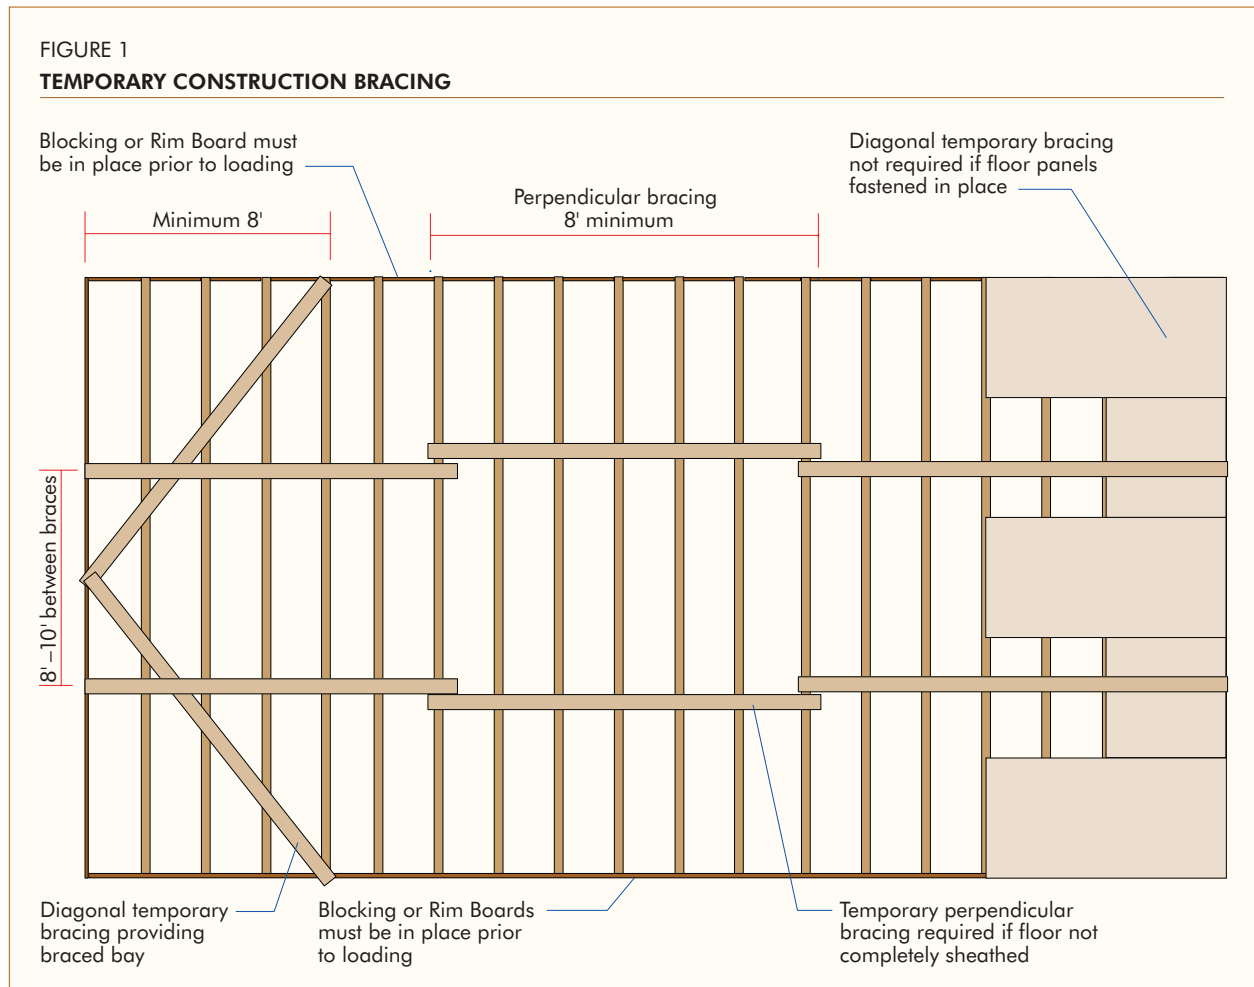 FIGURE 1
TEMPORARY CONSTRUCTION BRACING
Blocking or Rim Board must
be in place prior to loading
Diagonal temporary bracing
not required if floor panels
fastened in place
Minimum 8'
Perpendicular bracing
8' minimum
8'–10' between braces
Diagonal temporary
bracing providing
braced bay
Blocking or Rim Boards
must be in place prior
to loading
Temporary perpendicular
bracing required if floor not
completely sheathed